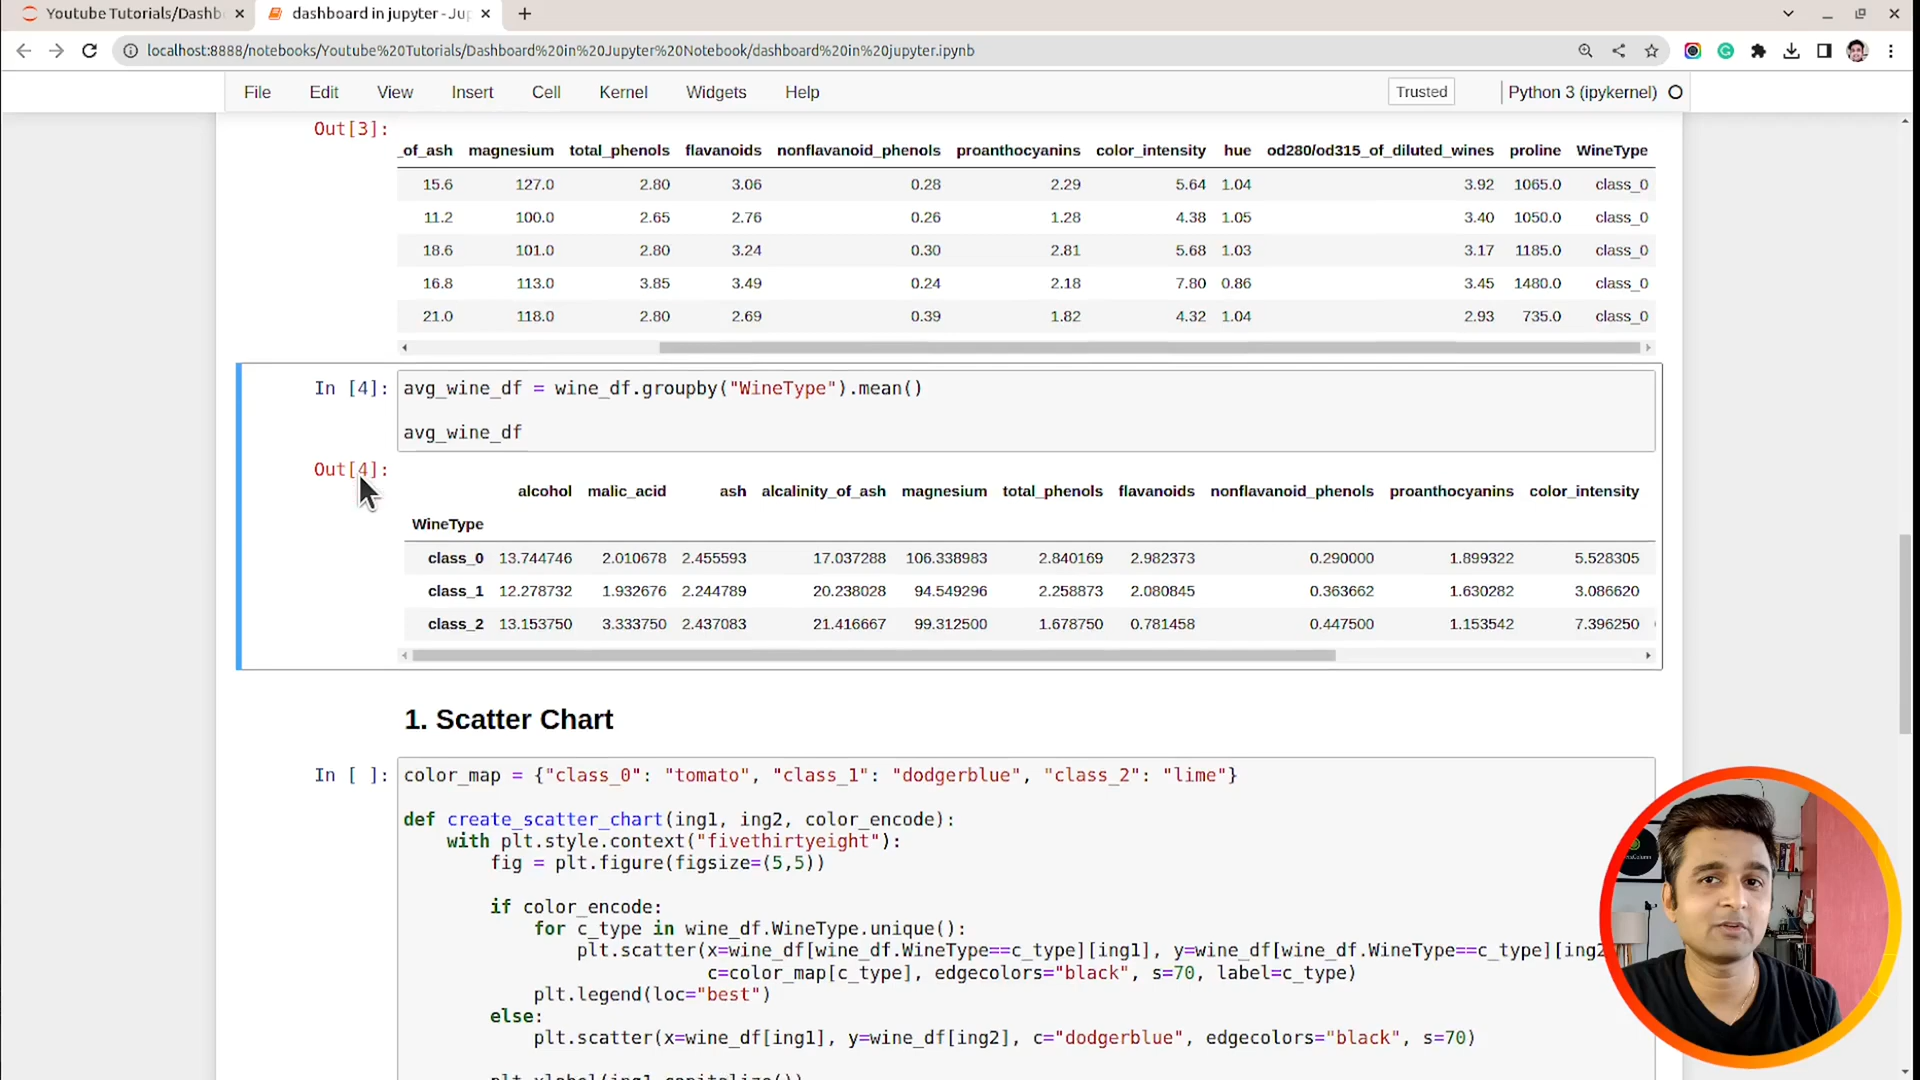 Youtube Tutorials/Dashb
dashboard in jupyter - Jup
localhost:8888/notebooks/Youtube%20Tutorials/Dashboard%20in%20Jupyter%20Notebook/dashboard%20in%20jupyter.ipynb
File Edit View Insert Cell Kernel Widgets Help Trusted Python 3 (ipykernel)
Out[3]:
_of_ash magnesium total_phenols flavanoids nonflavanoid_phenols proanthocyanins color_intensity hue od280/od315_of_diluted_wines proline WineType
15.6 127.0 2.80 3.06 0.28 2.29 5.64 1.04 3.92 1065.0 class_0
11.2 100.0 2.65 2.76 0.26 1.28 4.38 1.05 3.40 1050.0 class_0
18.6 101.0 2.80 3.24 0.30 2.81 5.68 1.03 3.17 1185.0 class_0
16.8 113.0 3.85 3.49 0.24 2.18 7.80 0.86 3.45 1480.0 class_0
21.0 118.0 2.80 2.69 0.39 1.82 4.32 1.04 2.93 735.0 class_0
In [4]: avg_wine_df = wine_df.groupby("WineType").mean()
avg_wine_df
Out[4]:
alcohol malic_acid ash alcalinity_of_ash magnesium total_phenols flavanoids nonflavanoid_phenols proanthocyanins color_intensity
WineType
class_0 13.744746 2.010678 2.455593 17.037288 106.338983 2.840169 2.982373 0.290000 1.899322 5.528305
class_1 12.278732 1.932676 2.244789 20.238028 94.549296 2.258873 2.080845 0.363662 1.630282 3.086620
class_2 13.153750 3.333750 2.437083 21.416667 99.312500 1.678750 0.781458 0.447500 1.153542 7.396250
1. Scatter Chart
In [ ]: color_map = {"class_0": "tomato", "class_1": "dodgerblue", "class_2": "lime"}
def create_scatter_chart(ing1, ing2, color_encode):
with plt.style.context("fivethirtyeight"):
fig = plt.figure(figsize=(5,5))
if color_encode:
for c_type in wine_df.WineType.unique():
plt.scatter(x=wine_df[wine_df.WineType==c_type][ing1], y=wine_df[wine_df.WineType==c_type][ing2
c=color_map[c_type], edgecolors="black", s=70, label=c_type)
plt.legend(loc="best")
else:
plt.scatter(x=wine_df[ing1], y=wine_df[ing2], c="dodgerblue", edgecolors="black", s=70)
plt.xlabel(ing1.capitalize())